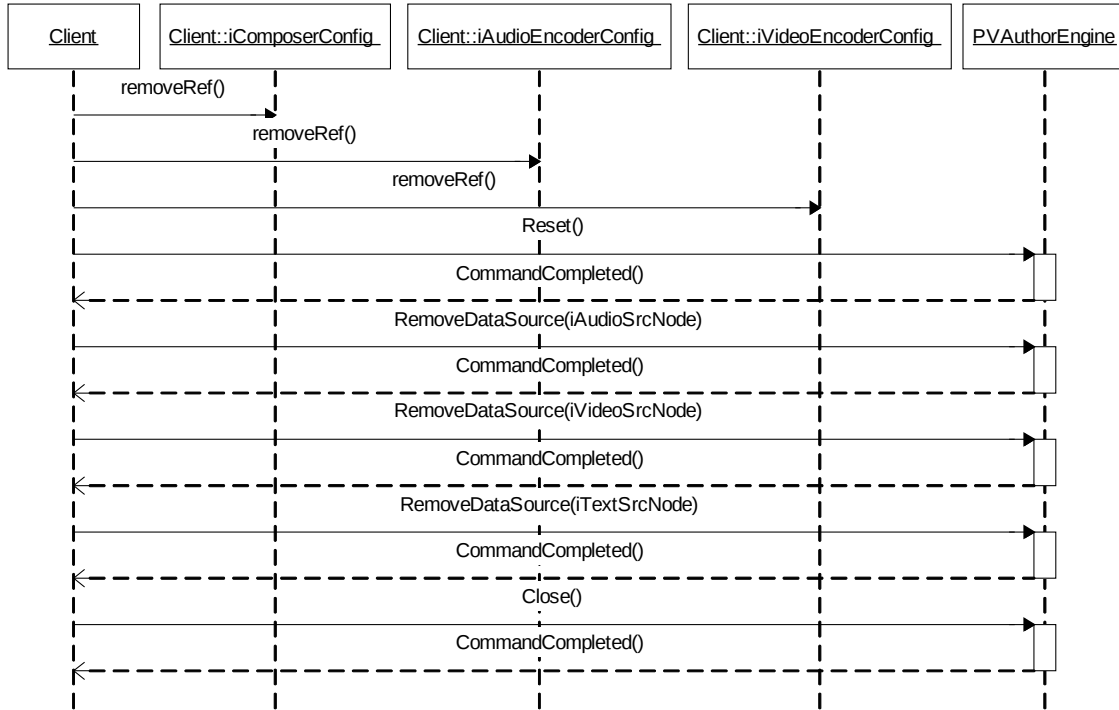 Client
Client::iComposerConfig
Client::iAudioEncoderConfig
Client::iVideoEncoderConfig
PVAuthorEngine
removeRef()
removeRef()
removeRef()
Reset()
CommandCompleted()
RemoveDataSource(iAudioSrcNode)
CommandCompleted()
RemoveDataSource(iVideoSrcNode)
CommandCompleted()
RemoveDataSource(iTextSrcNode)
CommandCompleted()
Close()
CommandCompleted()